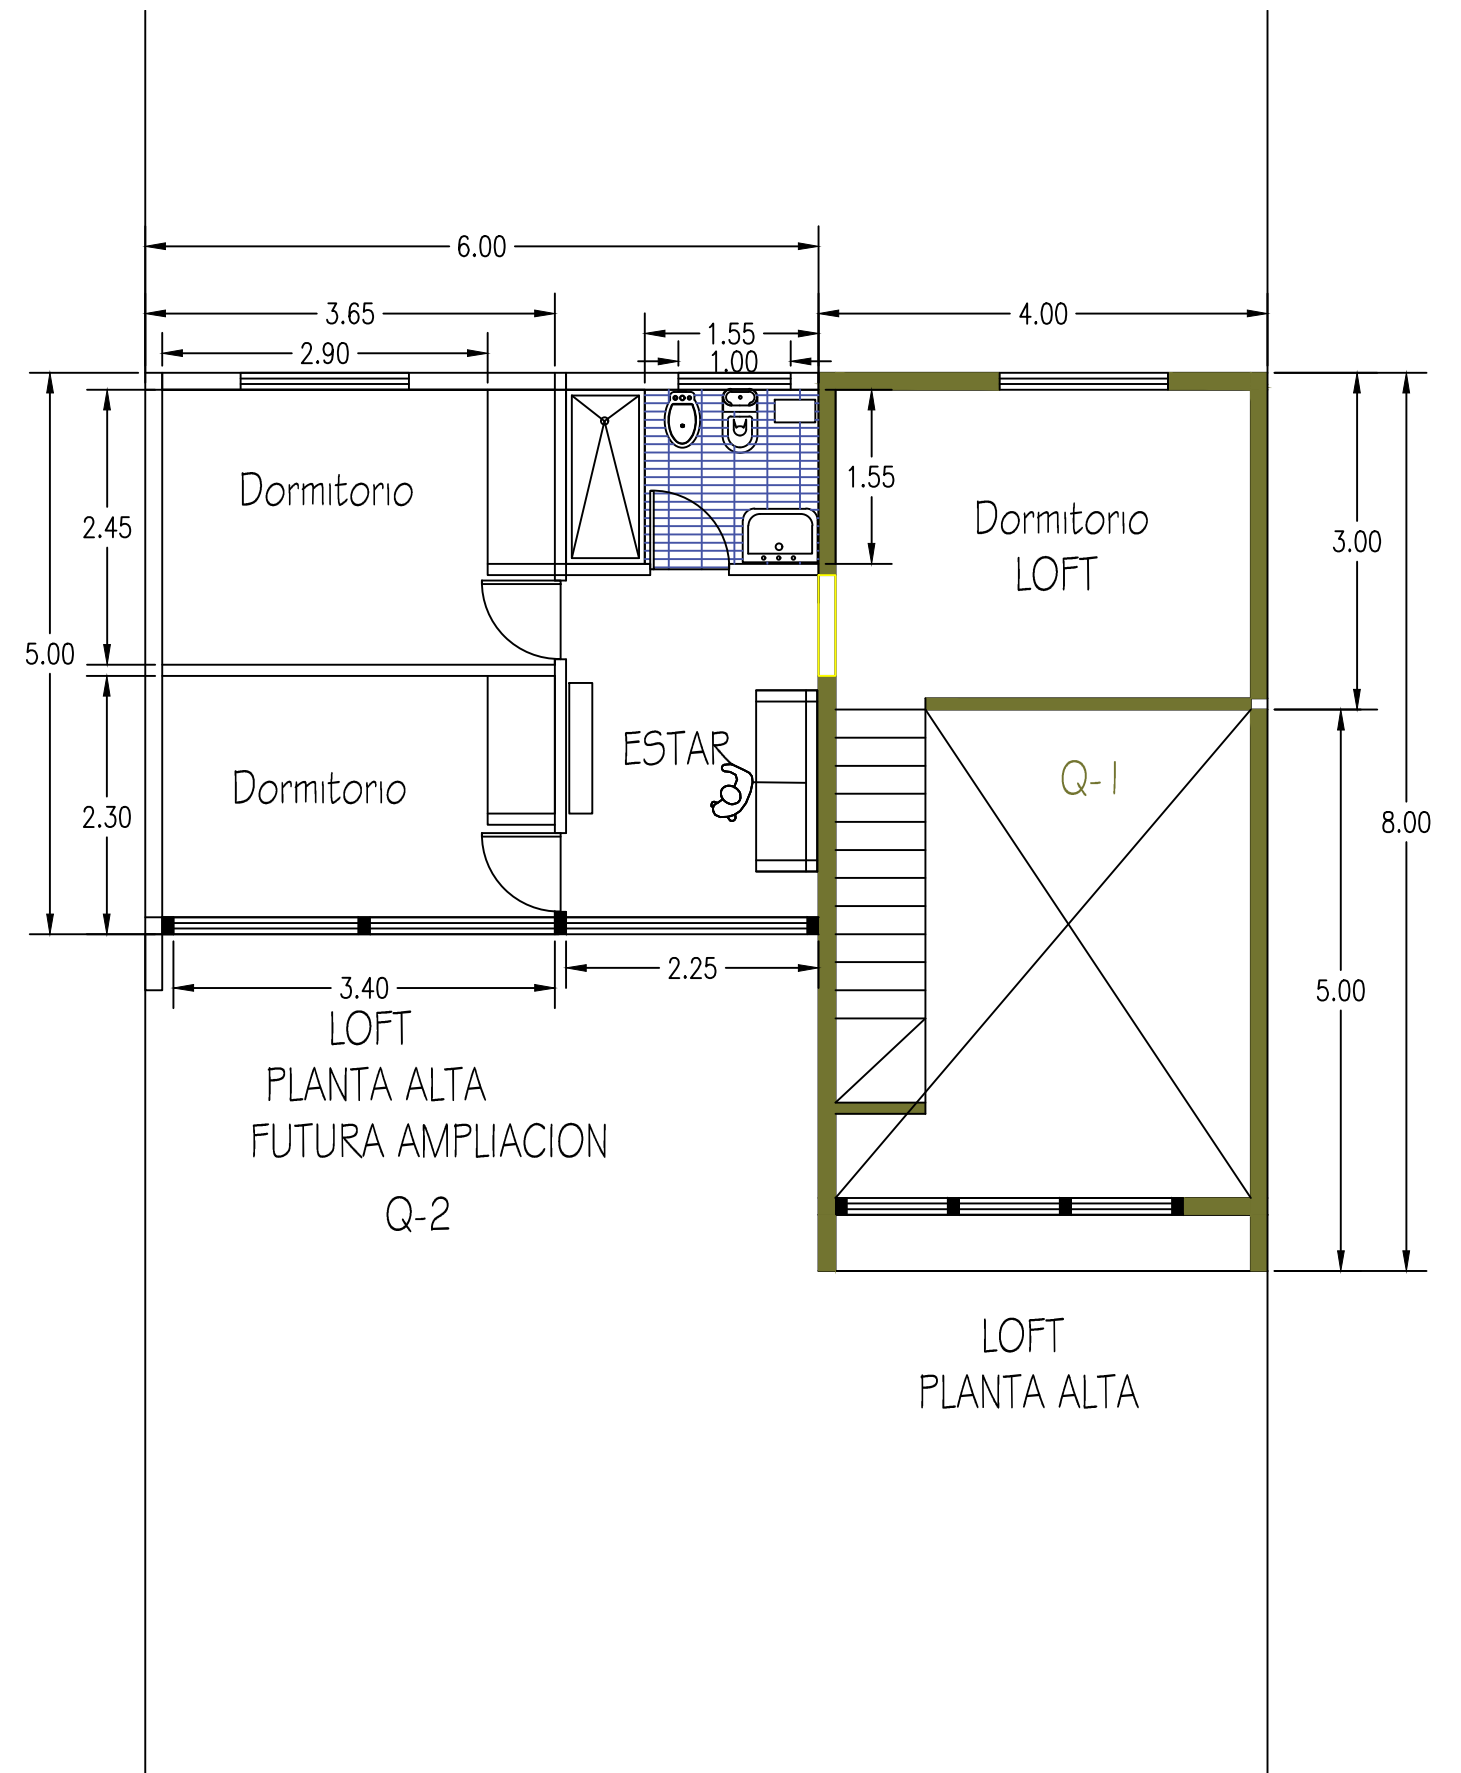 6.00
3.65
4.00
1.55
2.90
1.00
Dormitorio
1.55
Dormitorio
LOFT
2.45
3.00
5.00
ESTAR
Q-1
Dormitorio
2.30
8.00
2.25
3.40
5.00
LOFT
PLANTA ALTA
FUTURA AMPLIACION
Q-2
LOFT
PLANTA ALTA